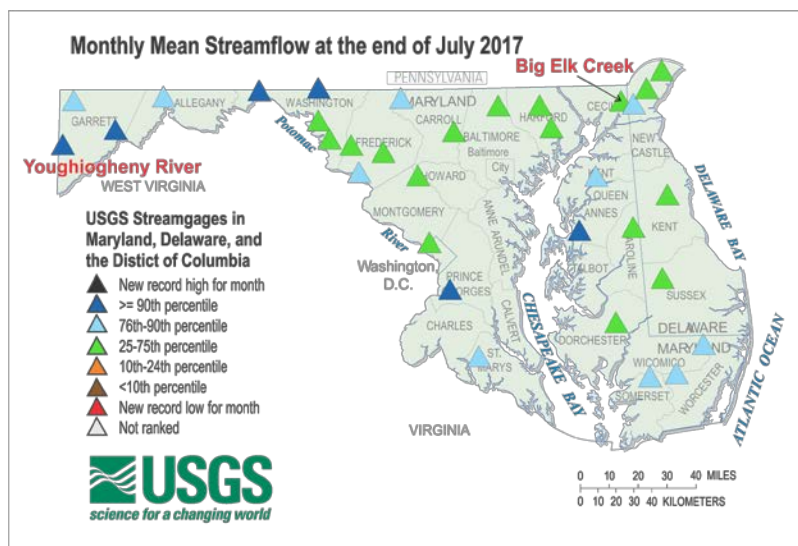 Monthly Mean Streamflow at the end of July 2017
PENNSYLVANIA
Big Elk Creek
GARRETT
ALLEGANY
WASHINGTON
MARYLAND
CARROLL
HARFORD
CECIL
Potomac
FREDERICK
BALTIMORE
Baltimore
City
NEW
CASTLE
Youghiogheny River
WEST VIRGINIA
HOWARD
KENT
QUEEN
ANNES
DELAWARE BAY
KENT
MONTGOMERY
ANNE ARUNDEL
CAROLINE
TALBOT
River
Washington
D.C.
PRINCE
GEORGES
CALVERT
CHARLES
CHESAPEAKE BAY
SUSSEX
DORCHESTER
DELAWARE
MARYLAND
ST.
MARYS
WICOMICO
SOMERSET
WORCESTER
ATLANTIC OCEAN
VIRGINIA
USGS Streamgages in
Maryland, Delaware, and
the Distict of Columbia
New record high for month
>= 90th percentile
76th-90th percentile
25-75th percentile
10th-24th percentile
<10th percentile
New record low for month
Not ranked
USGS
science for a changing world
0 10 20 30 40 MILES
0 10 20 30 40 KILOMETERS